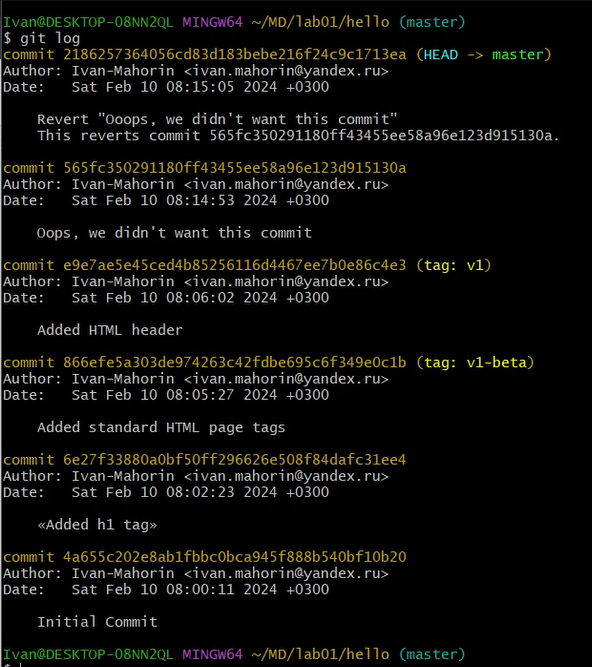 Ivan@DESKTOP-08NN2QL MINGW64 ~/MD/lab01/hello (master)
$ git log
commit 2186257364056cd83d183bebe216f24c9c1713ea (HEAD -> master)
Author: Ivan-Mahorin <ivan.mahorin@yandex.ru>
Date:   Sat Feb 10 08:15:05 2024 +0300
Revert "Ooops, we didn't want this commit"
This reverts commit 565fc350291180ff43455ee58a96e123d915130a.
commit 565fc350291180ff43455ee58a96e123d915130a
Author: Ivan-Mahorin <ivan.mahorin@yandex.ru>
Date:   Sat Feb 10 08:14:53 2024 +0300
Oops, we didn't want this commit
commit e9e7ae5e45ced4b85256116d4467ee7b0e86c4e3 (tag: v1)
Author: Ivan-Mahorin <ivan.mahorin@yandex.ru>
Date:   Sat Feb 10 08:06:02 2024 +0300
Added HTML header
commit 866efe5a303de974263c42fdbe695c6f349e0c1b (tag: v1-beta)
Author: Ivan-Mahorin <ivan.mahorin@yandex.ru>
Date:   Sat Feb 10 08:05:27 2024 +0300
Added standard HTML page tags
commit 6e27f33880a0bf50ff296626e508f84dafc31ee4
Author: Ivan-Mahorin <ivan.mahorin@yandex.ru>
Date:   Sat Feb 10 08:02:23 2024 +0300
«Added h1 tag»
commit 4a655c202e8ab1fbbc0bca945f888b540bf10b20
Author: Ivan-Mahorin <ivan.mahorin@yandex.ru>
Date:   Sat Feb 10 08:00:11 2024 +0300
Initial Commit
Ivan@DESKTOP-08NN2QL MINGW64 ~/MD/lab01/hello (master)
$